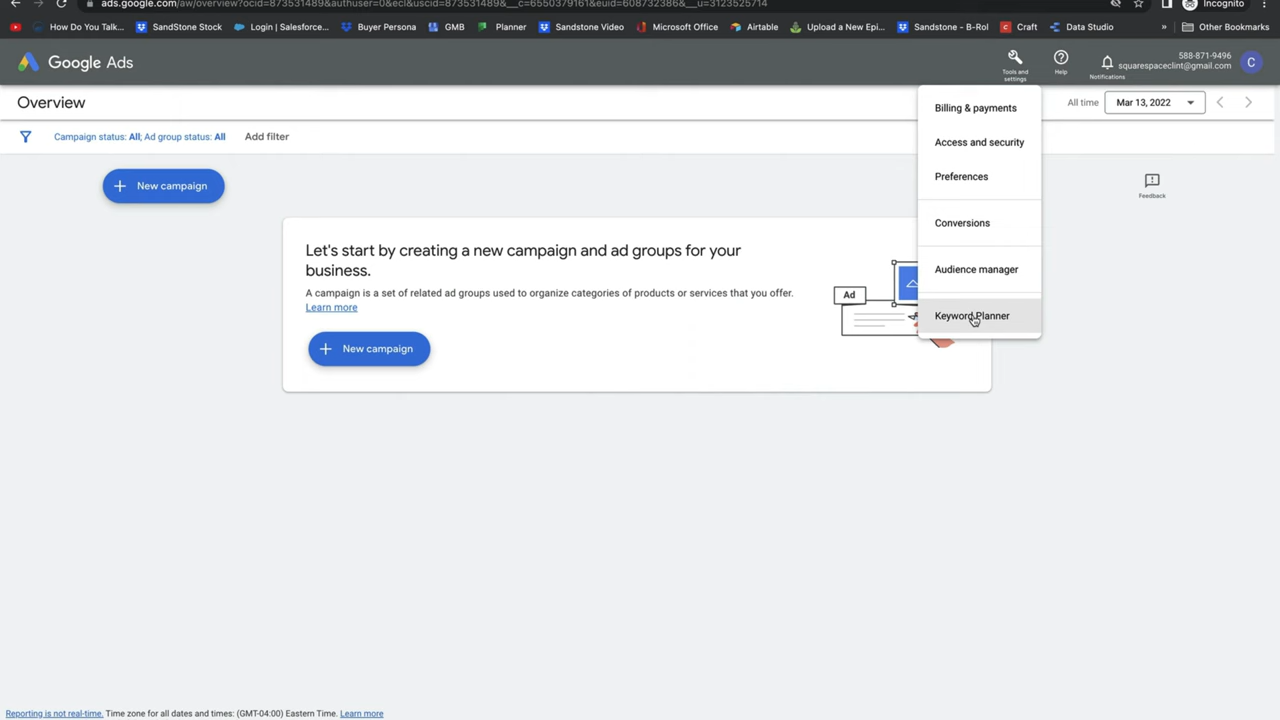 ads.google.com/aw/overview?ocid=873531489&authuser=0&ecl&uscid=873531489&__c=6550379161&euid=608732386&__u=3123525714
Incognito
How Do You Talk...
SandStone Stock
Login | Salesforce...
Buyer Persona
GMB
Planner
SandStone Video
Microsoft Office
Airtable
Upload a New Epi...
Sandstone - B-Rol
Craft
Data Studio
»
Other Bookmarks
Google Ads
Tools and
settings
Help
Notifications
588-871-9496
squarespaceclint@gmail.com
C
Overview
All time
Mar 13, 2022
Campaign status: All; Ad group status: All
Add filter
Billing & payments
Access and security
Preferences
Conversions
Audience manager
Keyword Planner
New campaign
Feedback
Let's start by creating a new campaign and ad groups for your
business.
A campaign is a set of related ad groups used to organize categories of products or services that you offer.
Learn more
Ad
New campaign
Reporting is not real-time. Time zone for all dates and times: (GMT-04:00) Eastern Time. Learn more